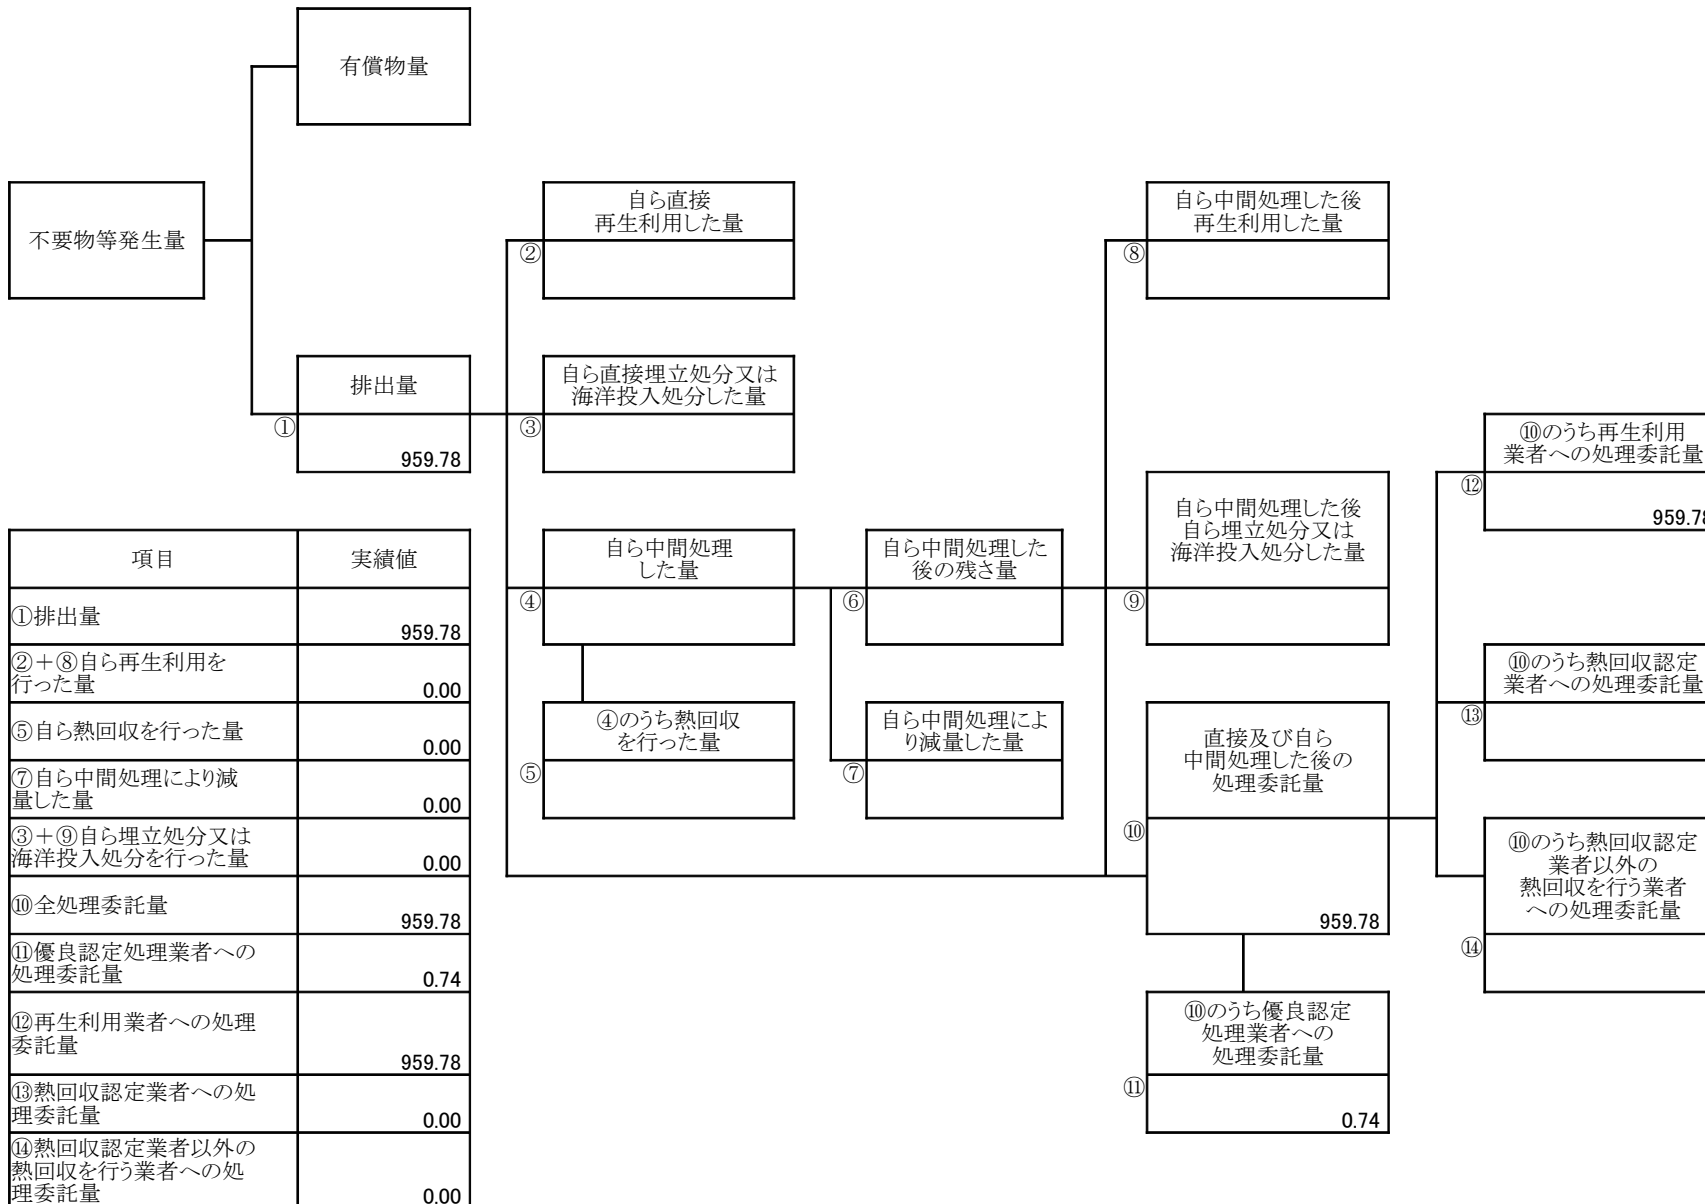 有償物量
不要物等発生量
自ら直接
再生利用した量
②
自ら中間処理した後
再生利用した量
⑧
排出量
①
959.78
自ら直接埋立処分又は
海洋投入処分した量
③
⑩のうち再生利用
業者への処理委託量
⑫
959.78
自ら中間処理
した量
④
自ら中間処理した
後の残さ量
⑥
自ら中間処理した後
自ら埋立処分又は
海洋投入処分した量
⑨
⑩のうち熱回収認定
業者への処理委託量
⑬
④のうち熱回収
を行った量
⑤
自ら中間処理によ
り減量した量
⑦
直接及び自ら
中間処理した後の
処理委託量
⑩
959.78
⑩のうち熱回収認定
業者以外の
熱回収を行う業者
への処理委託量
⑭
⑩のうち優良認定
処理業者への
処理委託量
⑪
0.74
項目 実績値
①排出量 959.78
②+⑧自ら再生利用を
行った量 0.00
⑤自ら熱回収を行った量 0.00
⑦自ら中間処理により減
量した量 0.00
③+⑨自ら埋立処分又は
海洋投入処分を行った量 0.00
⑩全処理委託量 959.78
⑪優良認定処理業者への
処理委託量 0.74
⑫再生利用業者への処理
委託量 959.78
⑬熱回収認定業者への処
理委託量 0.00
⑭熱回収認定業者以外の
熱回収を行う業者への処
理委託量 0.00